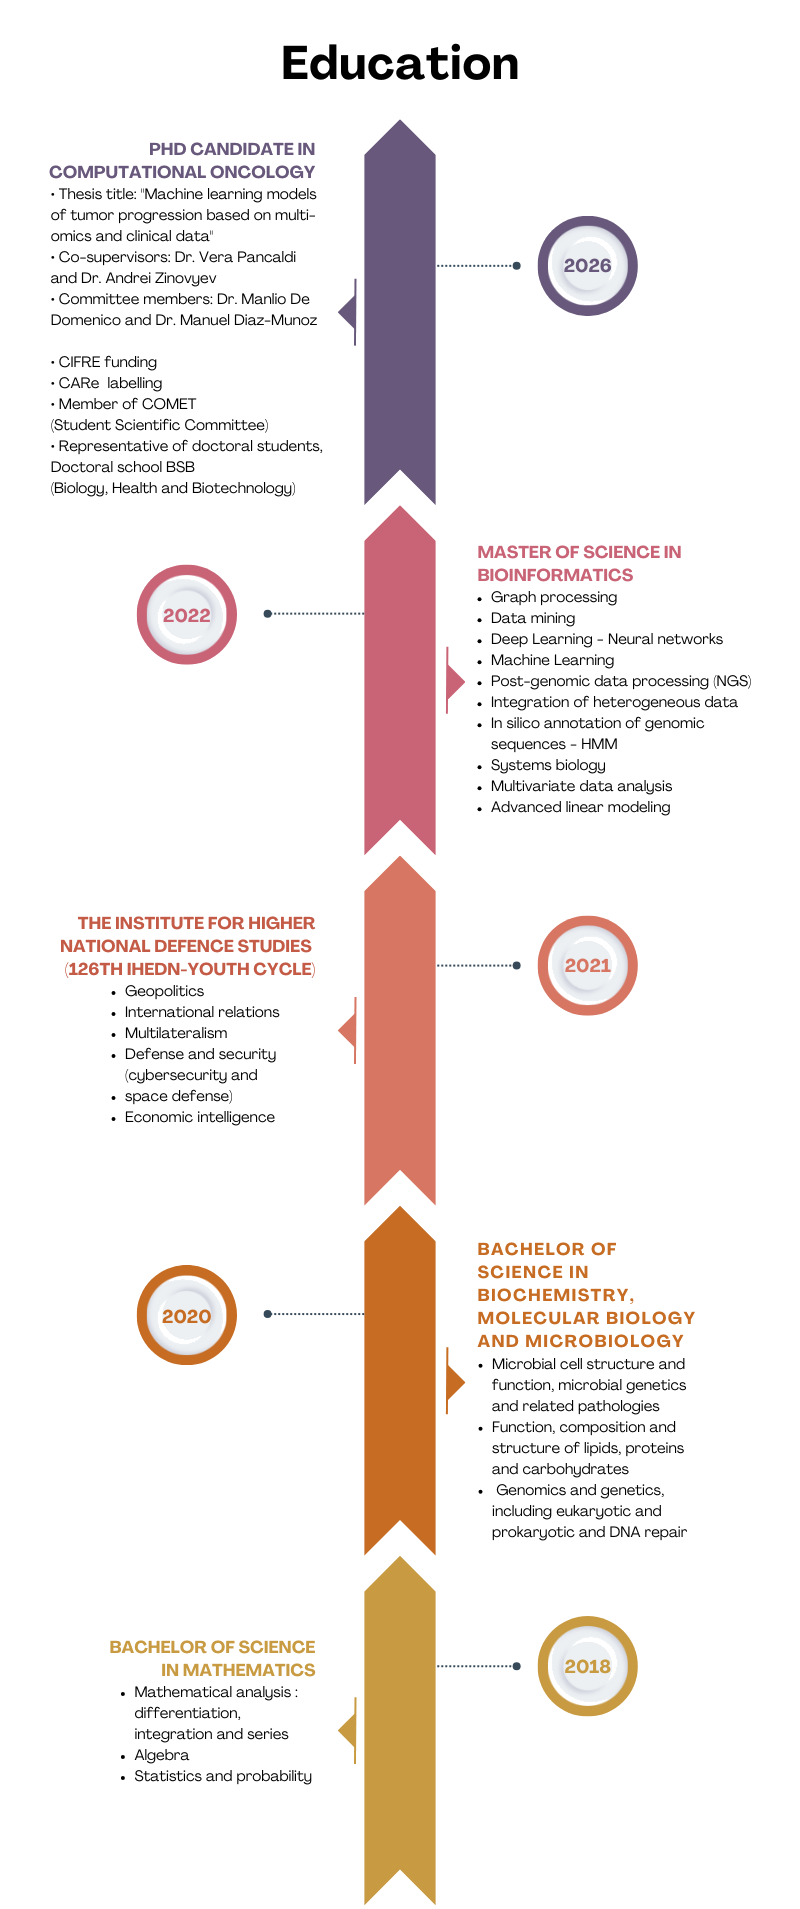 Education
PHD CANDIDATE IN
COMPUTATIONAL ONCOLOGY
• Thesis title: "Machine learning models
of tumor progression based on multi-
omics and clinical data"
• Co-supervisors: Dr. Vera Pancaldi
and Dr. Andrei Zinovyev
• Committee members: Dr. Manlio De
Domenico and Dr. Manuel Diaz-Munoz
• CIFRE funding
• CARe  labelling
• Member of COMET
(Student Scientific Committee)
• Representative of doctoral students,
Doctoral school BSB
(Biology, Health and Biotechnology)
2026
2022
MASTER OF SCIENCE IN
BIOINFORMATICS
• Graph processing
• Data mining
• Deep Learning - Neural networks
• Machine Learning
• Post-genomic data processing (NGS)
• Integration of heterogeneous data
• In silico annotation of genomic
sequences - HMM
• Systems biology
• Multivariate data analysis
• Advanced linear modeling
THE INSTITUTE FOR HIGHER
NATIONAL DEFENCE STUDIES
(126TH IHEDN-YOUTH CYCLE)
• Geopolitics
• International relations
• Multilateralism
• Defense and security
(cybersecurity and
• space defense)
• Economic intelligence
2021
2020
BACHELOR OF
SCIENCE IN
BIOCHEMISTRY,
MOLECULAR BIOLOGY
AND MICROBIOLOGY
• Microbial cell structure and
function, microbial genetics
and related pathologies
• Function, composition and
structure of lipids, proteins
and carbohydrates
• Genomics and genetics,
including eukaryotic and
prokaryotic and DNA repair
BACHELOR OF SCIENCE
IN MATHEMATICS
• Mathematical analysis :
differentiation,
integration and series
• Algebra
• Statistics and probability
2018